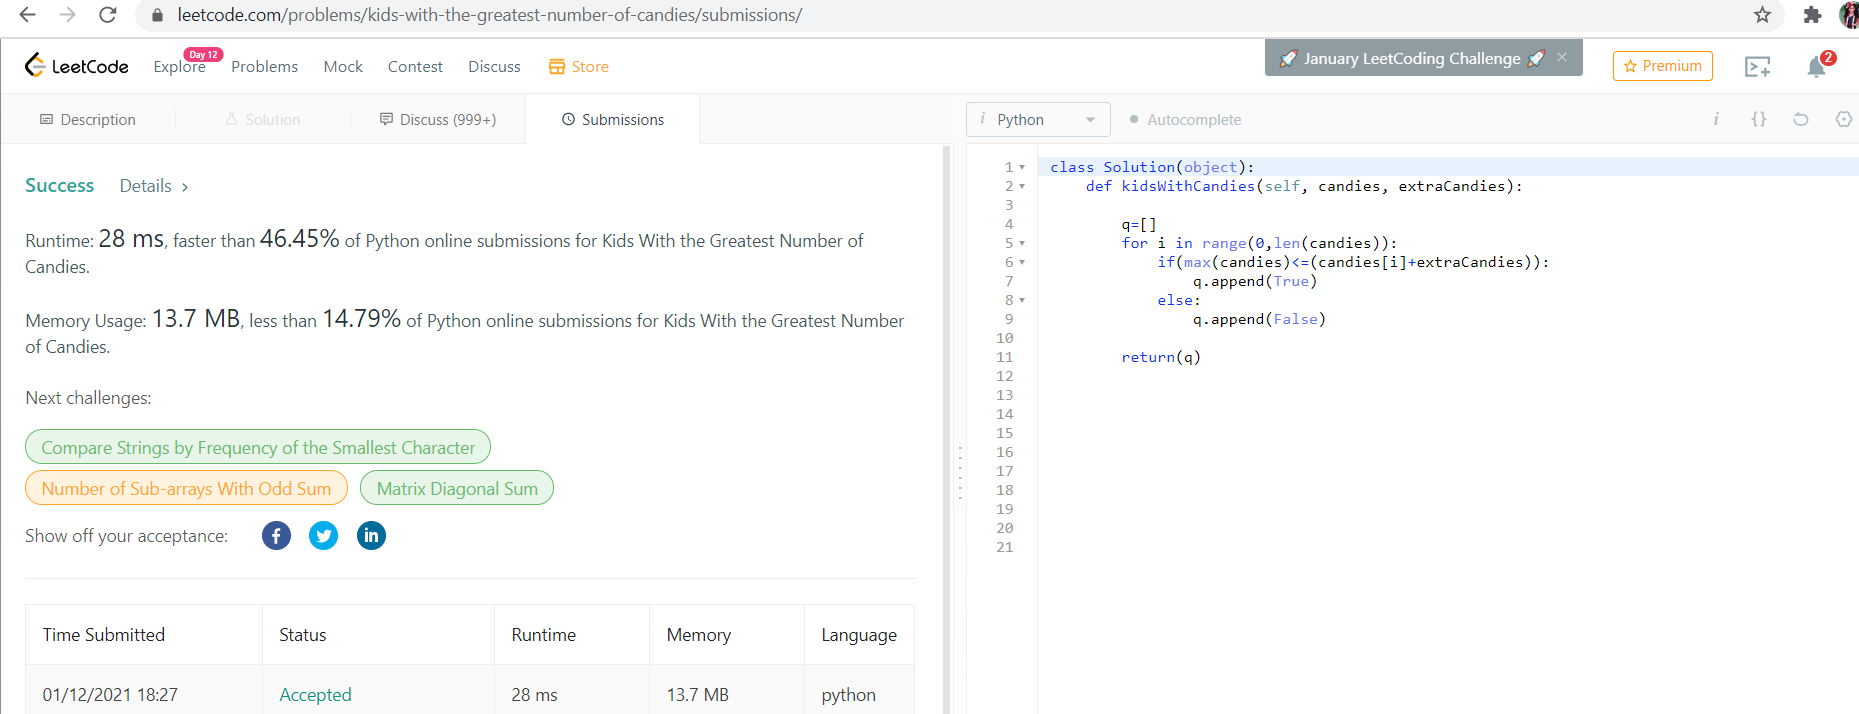 leetcode.com/problems/kids-with-the-greatest-number-of-candies/submissions/
LeetCode
Explore
Day 12
Problems
Mock
Contest
Discuss
Store
January LeetCoding Challenge
Premium
2
Description
Solution
Discuss (999+)
Submissions
i Python
Autocomplete
i {}
Success Details >
Runtime: 28 ms, faster than 46.45% of Python online submissions for Kids With the Greatest Number of
Candies.
Memory Usage: 13.7 MB, less than 14.79% of Python online submissions for Kids With the Greatest Number
of Candies.
Next challenges:
Compare Strings by Frequency of the Smallest Character
Number of Sub-arrays With Odd Sum
Matrix Diagonal Sum
Show off your acceptance: f in
Time Submitted Status Runtime Memory Language
01/12/2021 18:27 Accepted 28 ms 13.7 MB python
1 class Solution(object):
2 def kidsWithCandies(self, candies, extraCandies):
3
4 q=[]
5 for i in range(0,len(candies)):
6 if(max(candies)<=(candies[i]+extraCandies)):
7 q.append(True)
8 else:
9 q.append(False)
10
11 return(q)
12
13
14
15
16
17
18
19
20
21